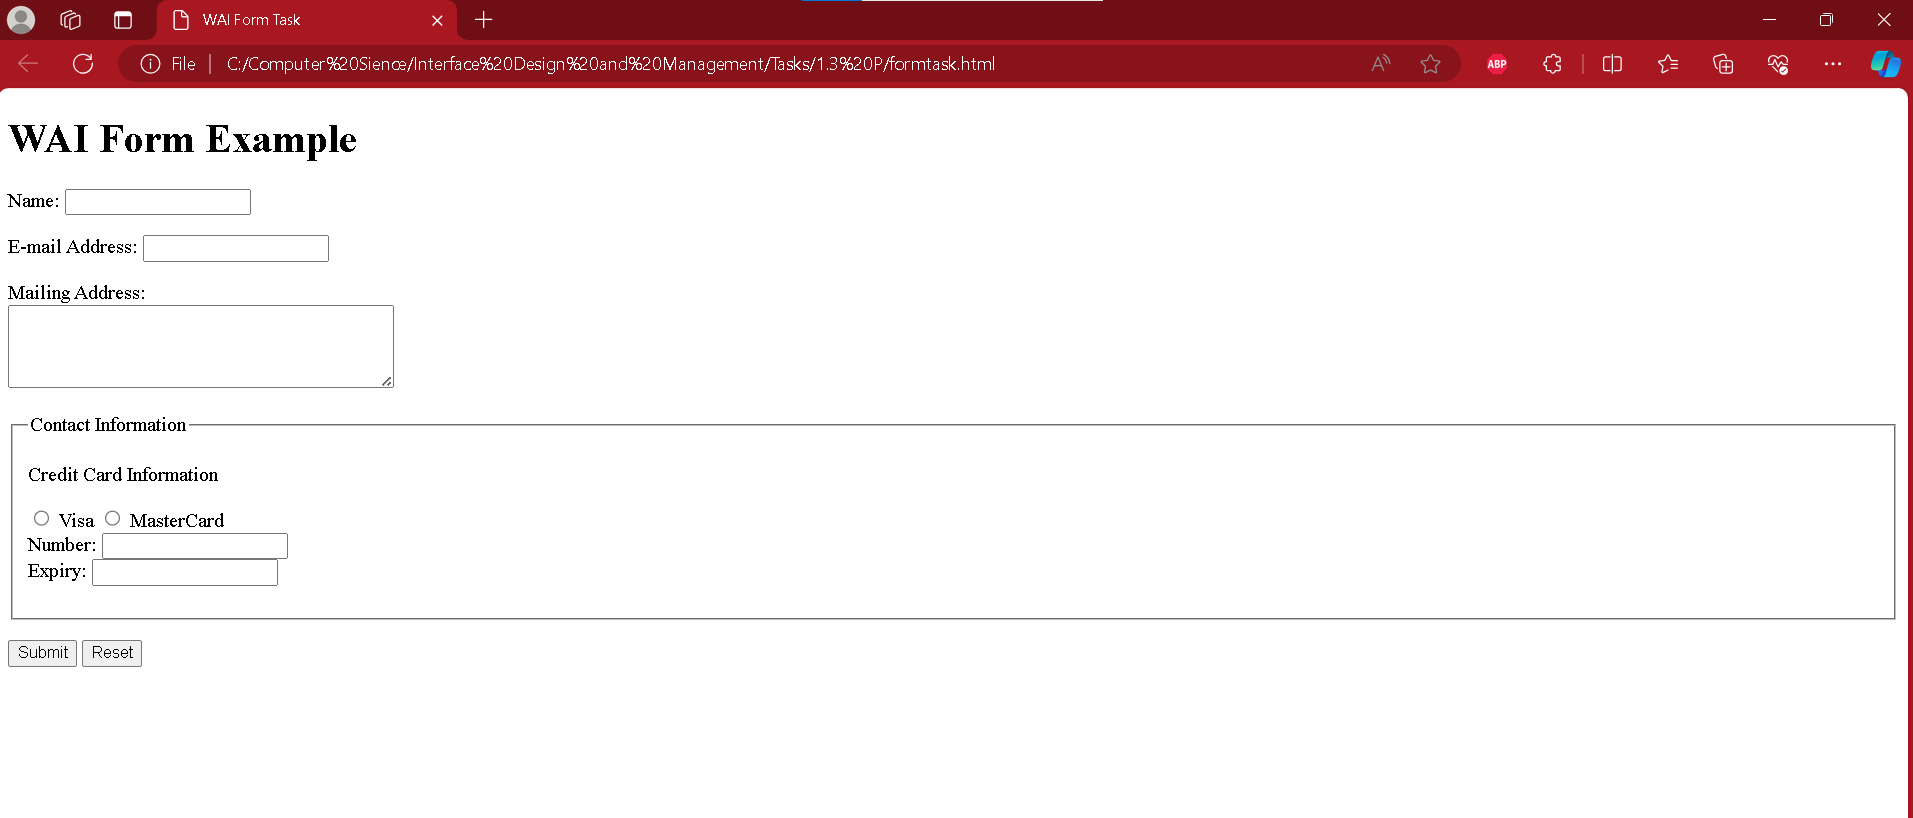 WAI Form Task
File
C:/Computer%20Sience/Interface%20Design%20and%20Management/Tasks/1.3%20P/formtask.html
ABP
WAI Form Example
Name:
E-mail Address:
Mailing Address:
Contact Information
Credit Card Information
Visa MasterCard
Number:
Expiry:
Submit Reset